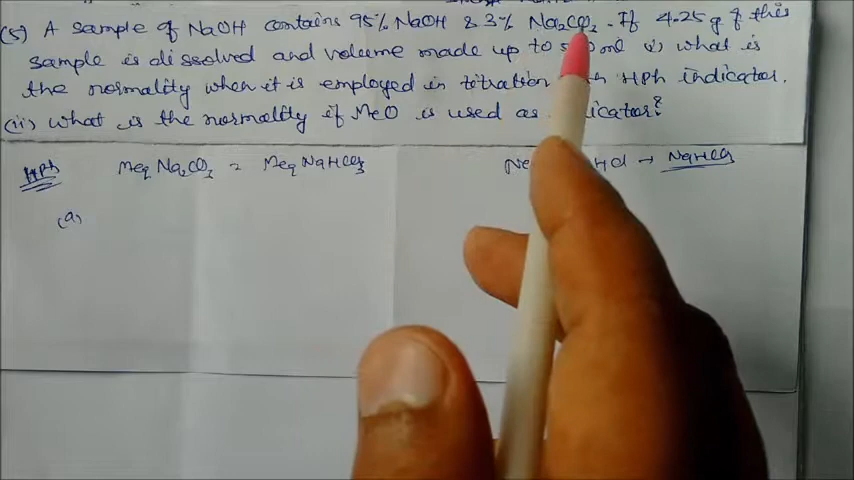 (5) A sample of NaOH contains 95% NaOH & 3% Na₂CO₃. If 4.25g of this
sample is dissolved and volume made up to ml (i) what is
the normality when it is employed in titration HPh indicator.
(ii) what is the normality if MeO is used as
HPh Meq Na₂CO₃ = Meq NaHCO₃ → NaHCO₃
(a)